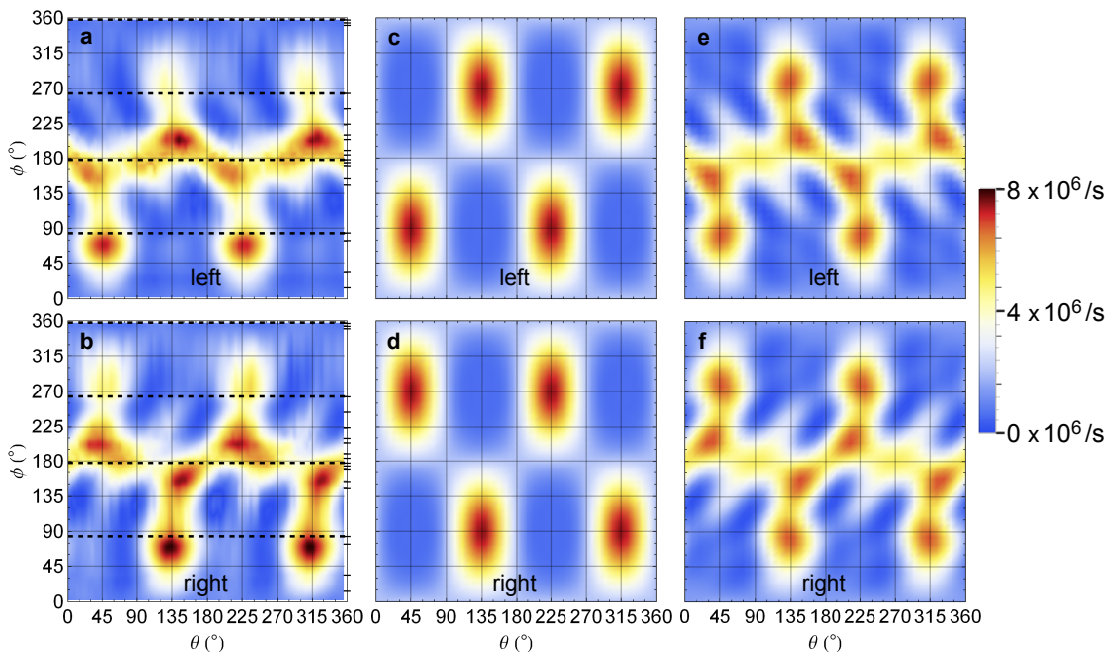 360
315
270
225
180
135
90
45
0
ϕ (°)
a
left
c
left
e
left
8 x 10⁶/s
4 x 10⁶/s
0 x 10⁶/s
360
315
270
225
180
135
90
45
0
ϕ (°)
b
right
d
right
f
right
0 45 90 135 180 225 270 315 360
θ (°)
0 45 90 135 180 225 270 315 360
θ (°)
0 45 90 135 180 225 270 315 360
θ (°)